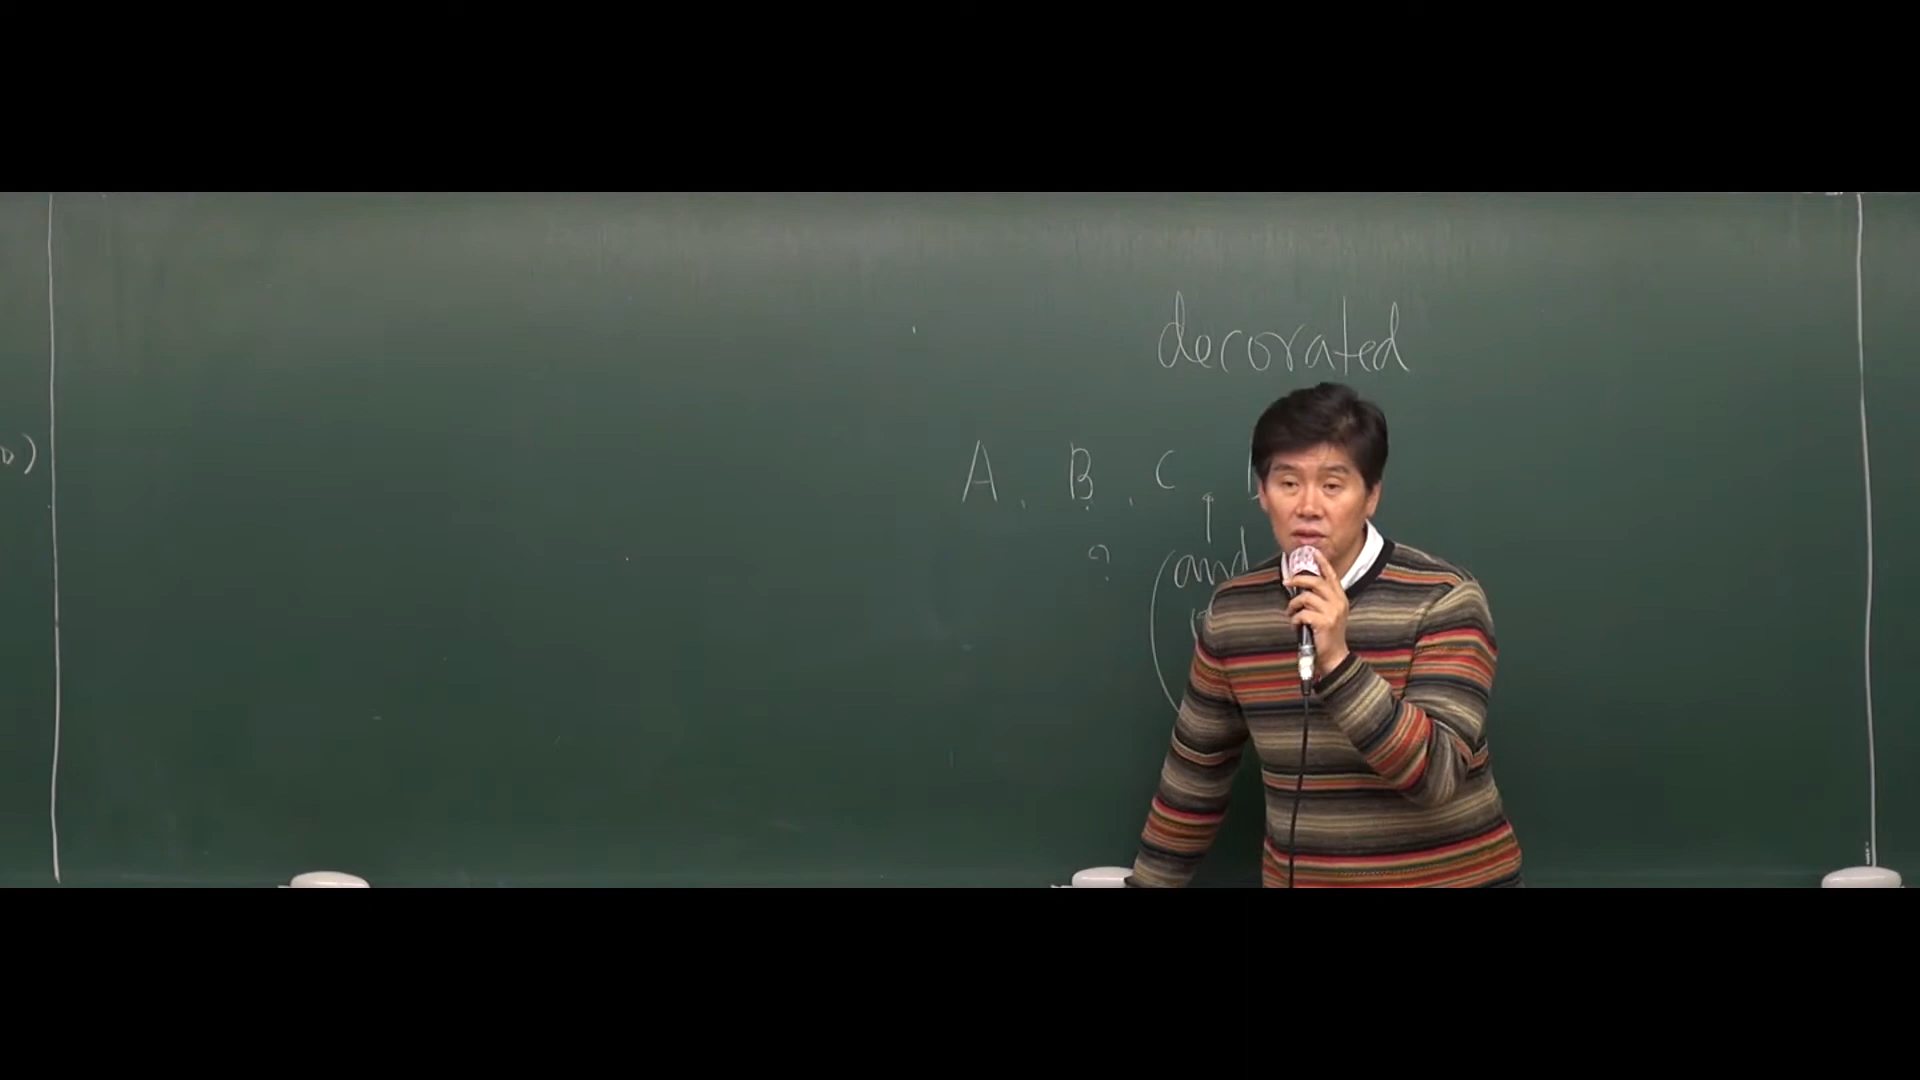 decorated
A, B, C
? (and